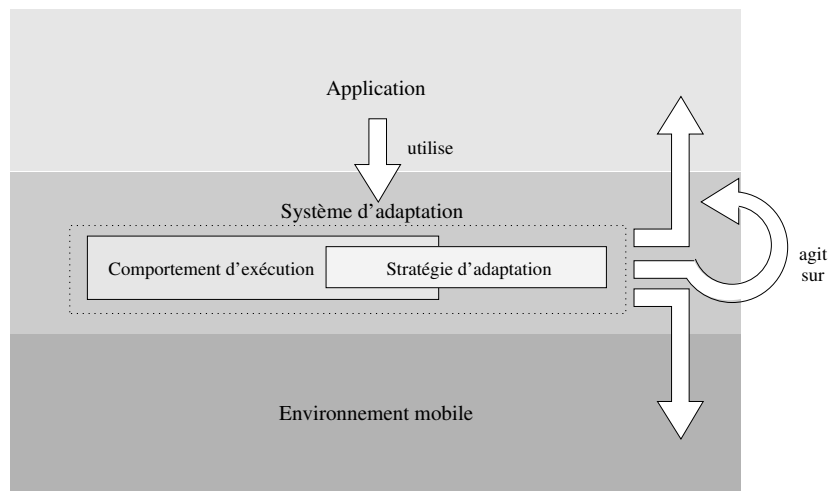 Application
utilise
Système d'adaptation
Comportement d'exécution
Stratégie d'adaptation
agit
sur
Environnement mobile